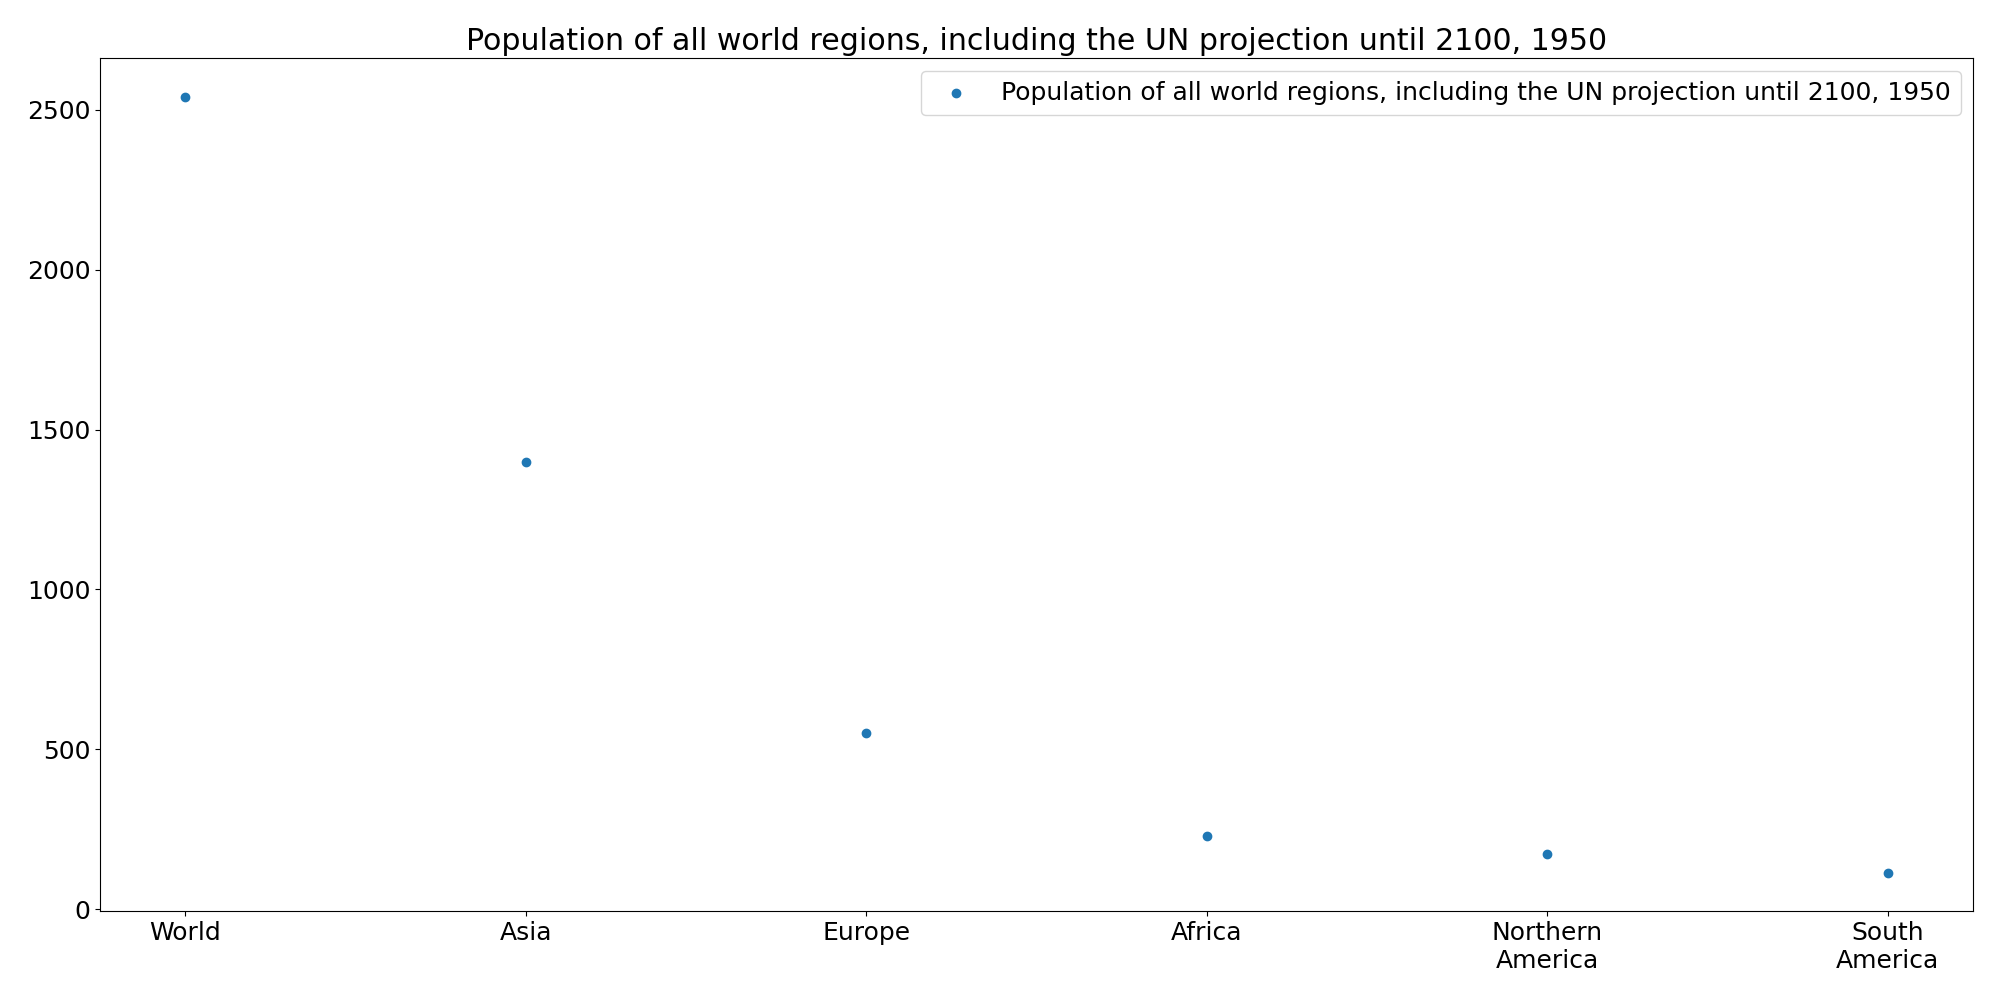 Population of all world regions, including the UN projection until 2100, 1950
Population of all world regions, including the UN projection until 2100, 1950
2500
2000
1500
1000
500
0
World
Asia
Europe
Africa
Northern
America
South
America